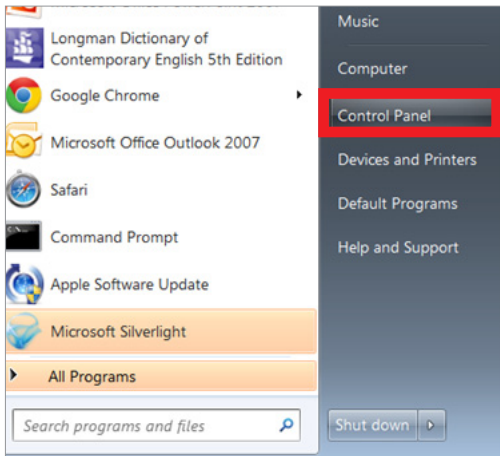 Longman Dictionary of
Contemporary English 5th Edition
Google Chrome
Microsoft Office Outlook 2007
Safari
Command Prompt
Apple Software Update
Microsoft Silverlight
All Programs
Search programs and files
Music
Computer
Control Panel
Devices and Printers
Default Programs
Help and Support
Shut down